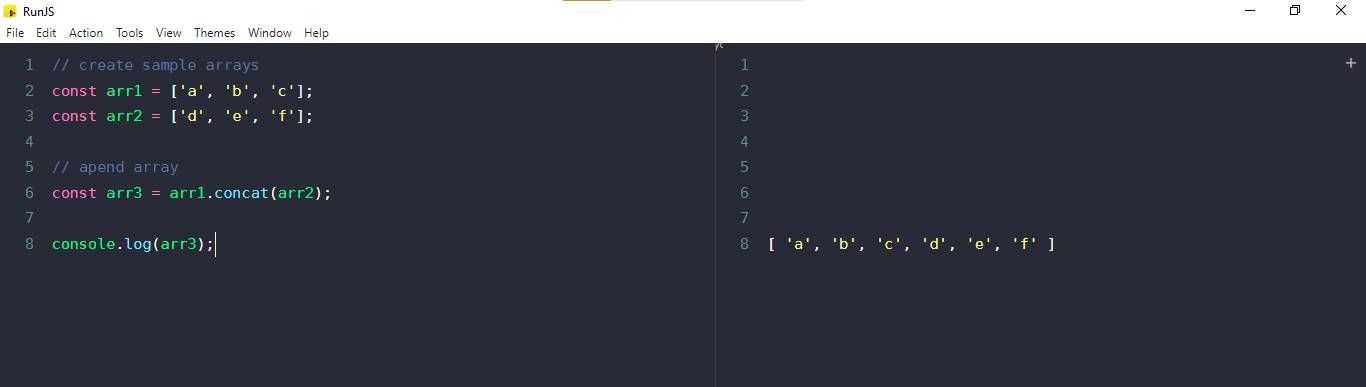 RunJS
File Edit Action Tools View Themes Window Help
1 // create sample arrays
2 const arr1 = ['a', 'b', 'c'];
3 const arr2 = ['d', 'e', 'f'];
4
5 // apend array
6 const arr3 = arr1.concat(arr2);
7
8 console.log(arr3);
1
2
3
4
5
6
7
8 [ 'a', 'b', 'c', 'd', 'e', 'f' ]